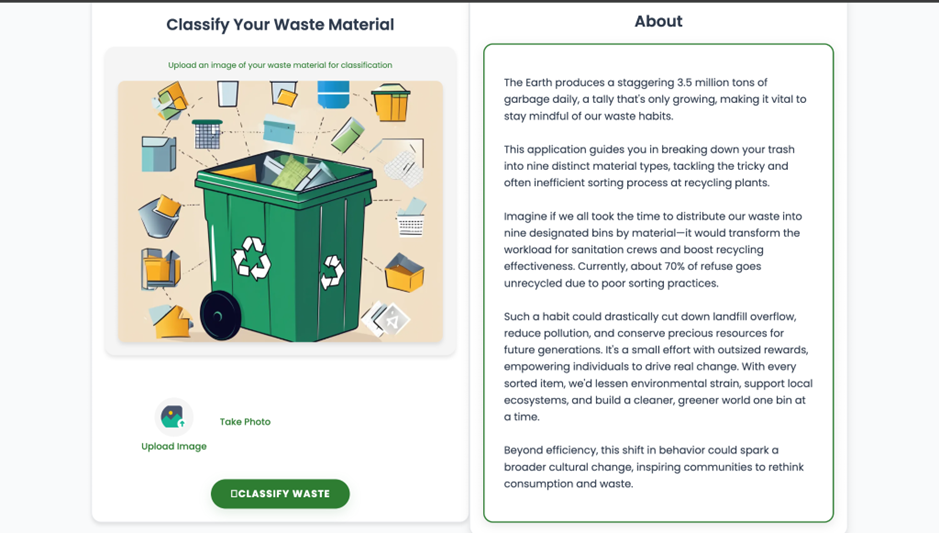 Classify Your Waste Material
Upload an image of your waste material for classification
Take Photo
Upload Image
CLASSIFY WASTE
About
The Earth produces a staggering 3.5 million tons of
garbage daily, a tally that's only growing, making it vital to
stay mindful of our waste habits.
This application guides you in breaking down your trash
into nine distinct material types, tackling the tricky and
often inefficient sorting process at recycling plants.
Imagine if we all took the time to distribute our waste into
nine designated bins by material—it would transform the
workload for sanitation crews and boost recycling
effectiveness. Currently, about 70% of refuse goes
unrecycled due to poor sorting practices.
Such a habit could drastically cut down landfill overflow,
reduce pollution, and conserve precious resources for
future generations. It's a small effort with outsized rewards,
empowering individuals to drive real change. With every
sorted item, we'd lessen environmental strain, support local
ecosystems, and build a cleaner, greener world one bin at
a time.
Beyond efficiency, this shift in behavior could spark a
broader cultural change, inspiring communities to rethink
consumption and waste.